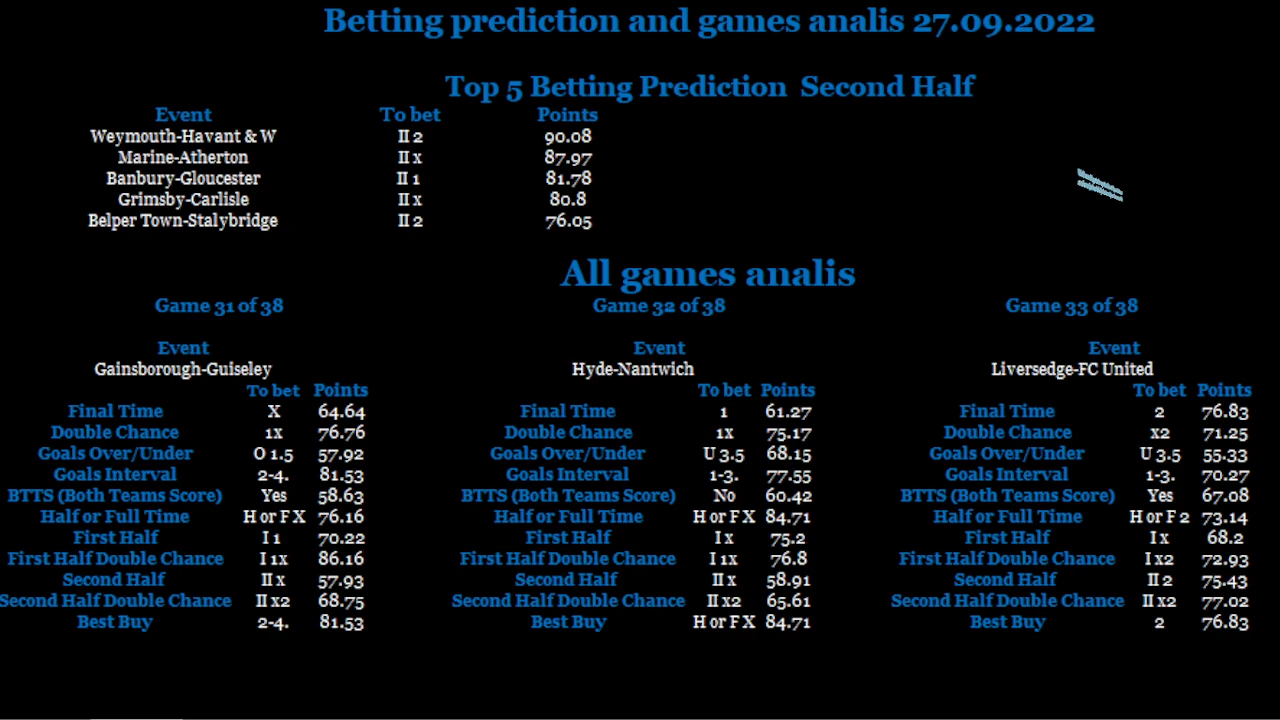 Betting prediction and games analis 27.09.2022
Top 5 Betting Prediction Second Half
Event To bet Points
Weymouth-Havant & W II 2 90.08
Marine-Atherton II x 87.97
Banbury-Gloucester II 1 81.78
Grimsby-Carlisle II x 80.8
Belper Town-Stalybridge II 2 76.05
All games analis
Game 31 of 38 Game 32 of 38 Game 33 of 38
Event Event Event
Gainsborough-Guiseley Hyde-Nantwich Liversedge-FC United
To bet Points To bet Points To bet Points
Final Time X 64.64 Final Time 1 61.27 Final Time 2 76.83
Double Chance 1x 76.76 Double Chance 1x 75.17 Double Chance x2 71.25
Goals Over/Under O 1.5 57.92 Goals Over/Under U 3.5 68.15 Goals Over/Under U 3.5 55.33
Goals Interval 2-4. 81.53 Goals Interval 1-3. 77.55 Goals Interval 1-3. 70.27
BTTS (Both Teams Score) Yes 58.63 BTTS (Both Teams Score) No 60.42 BTTS (Both Teams Score) Yes 67.08
Half or Full Time H or F X 76.16 Half or Full Time H or F X 84.71 Half or Full Time H or F 2 73.14
First Half I 1 70.22 First Half I x 75.2 First Half I x 68.2
First Half Double Chance I 1x 86.16 First Half Double Chance I 1x 76.8 First Half Double Chance I x2 72.93
Second Half II x 57.93 Second Half II x 58.91 Second Half II 2 75.43
Second Half Double Chance II x2 68.75 Second Half Double Chance II x2 65.61 Second Half Double Chance II x2 77.02
Best Buy 2-4. 81.53 Best Buy H or F X 84.71 Best Buy 2 76.83